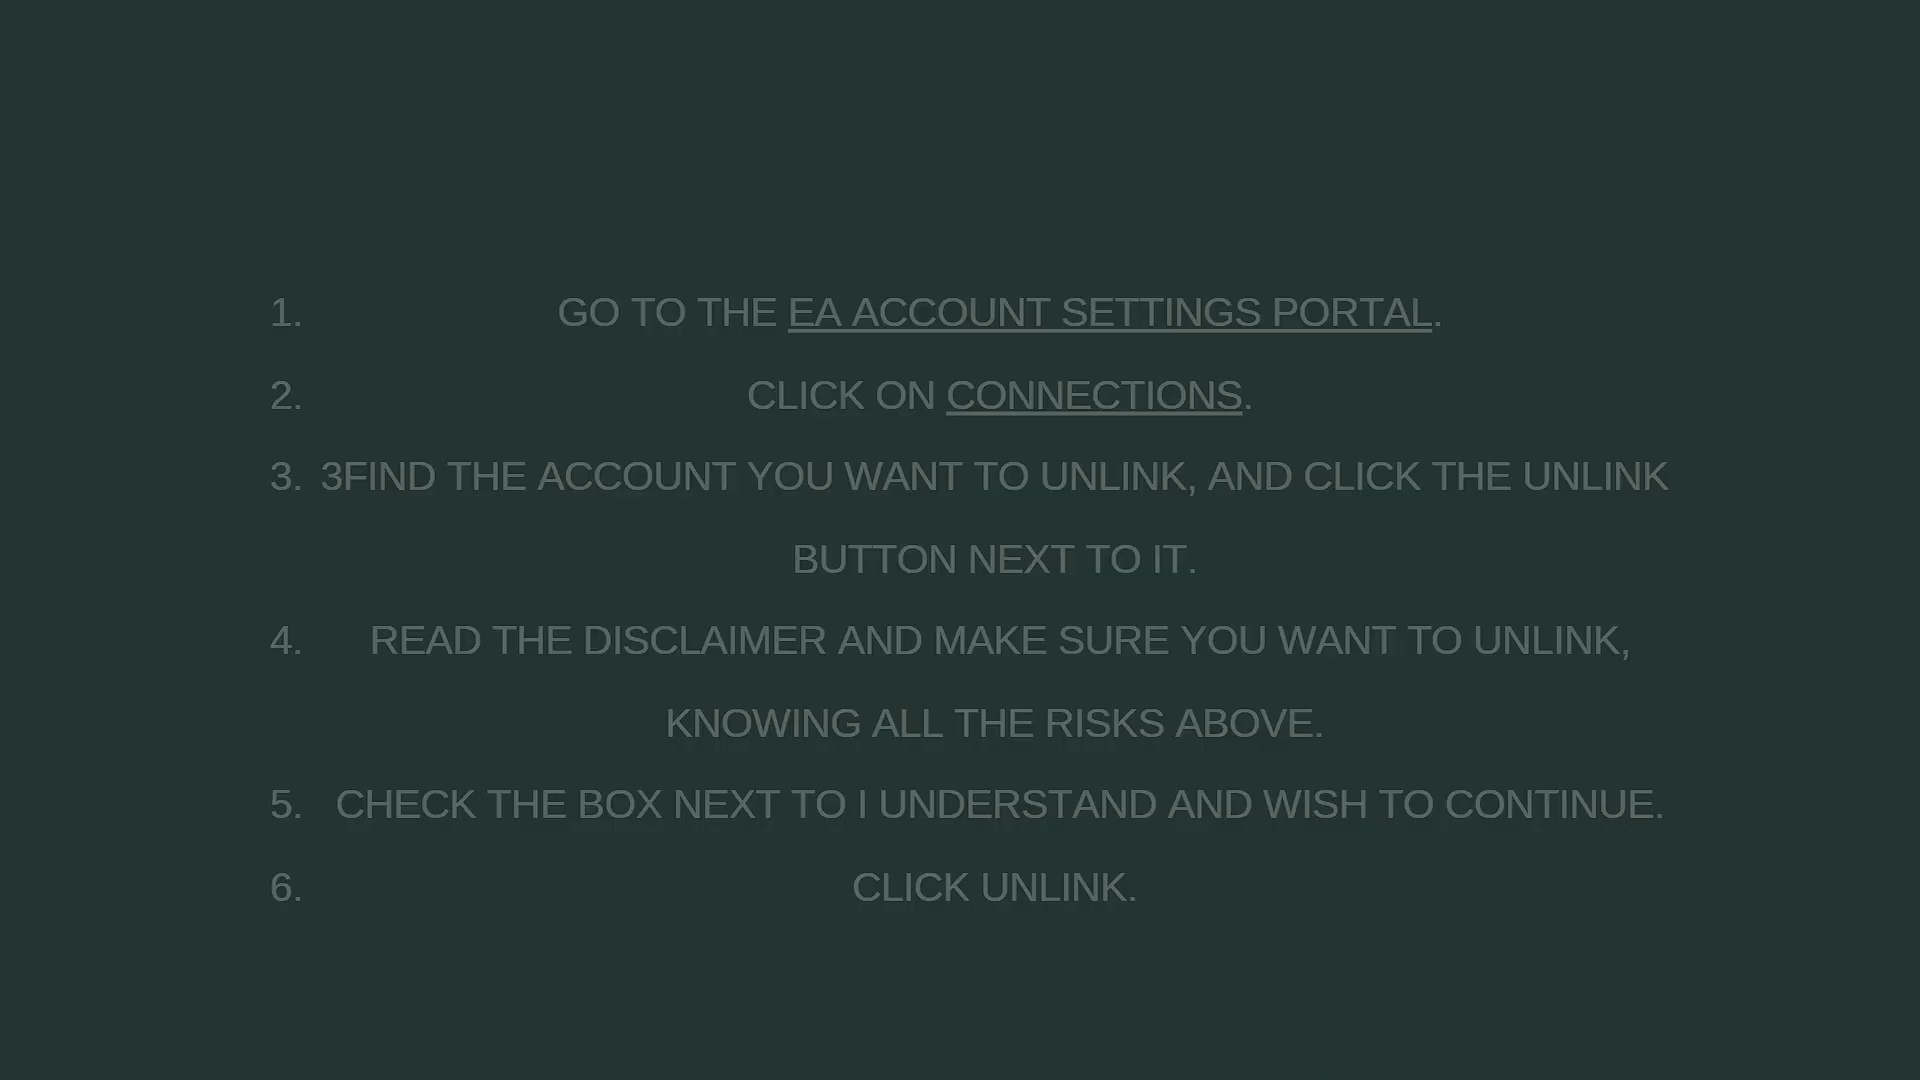 1. GO TO THE EA ACCOUNT SETTINGS PORTAL.
2. CLICK ON CONNECTIONS.
3. 3FIND THE ACCOUNT YOU WANT TO UNLINK, AND CLICK THE UNLINK
BUTTON NEXT TO IT.
4. READ THE DISCLAIMER AND MAKE SURE YOU WANT TO UNLINK,
KNOWING ALL THE RISKS ABOVE.
5. CHECK THE BOX NEXT TO I UNDERSTAND AND WISH TO CONTINUE.
6. CLICK UNLINK.